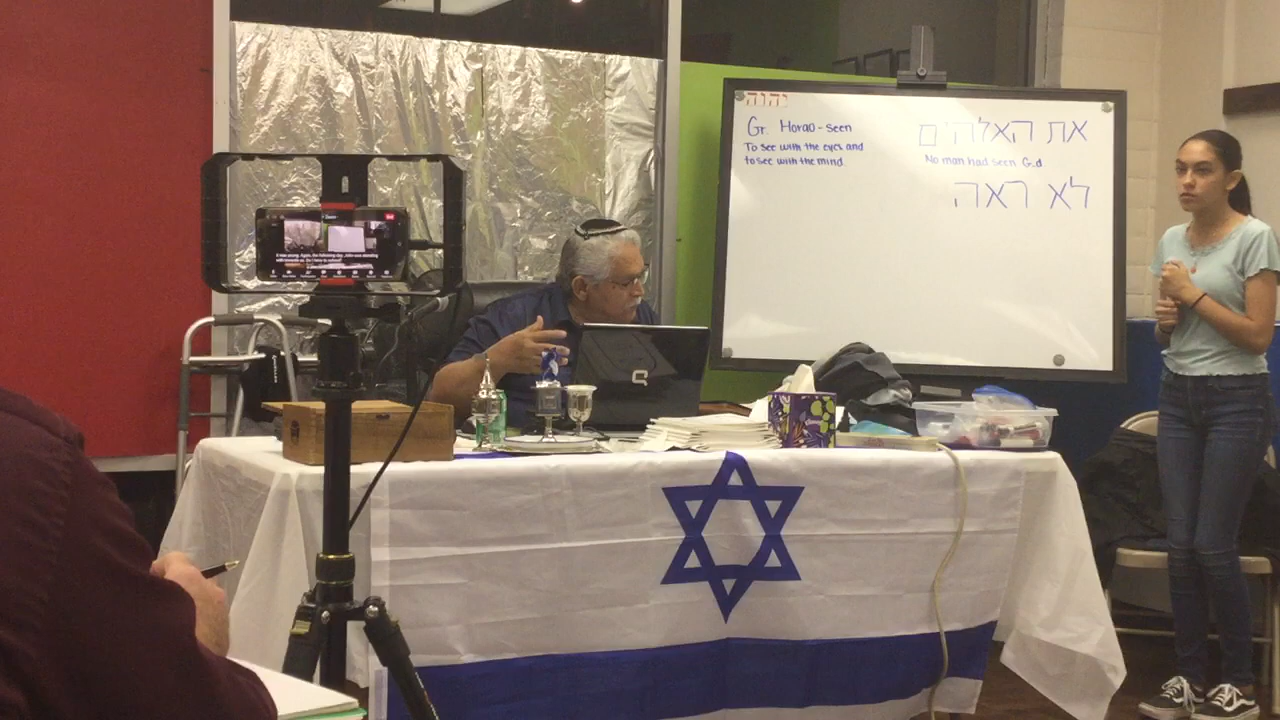 יהוה
Gr. Horao - seen
To see with the eyes and
to see with the mind.
את האלהים
No man had seen G.d.
לא ראה